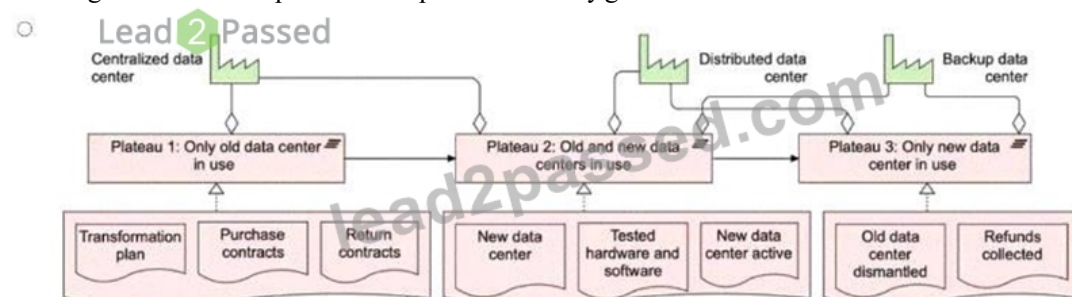 Lead 2 Passed
Centralized data
center
Distributed data
center
Backup data
center
Plateau 1: Only old data center
in use
Plateau 2: Old and new data
centers in use
Plateau 3: Only new data
center in use
Transformation
plan
Purchase
contracts
Return
contracts
New data
center
Tested
hardware and
software
New data
center active
Old data
center
dismantled
Refunds
collected
lead2passed.com